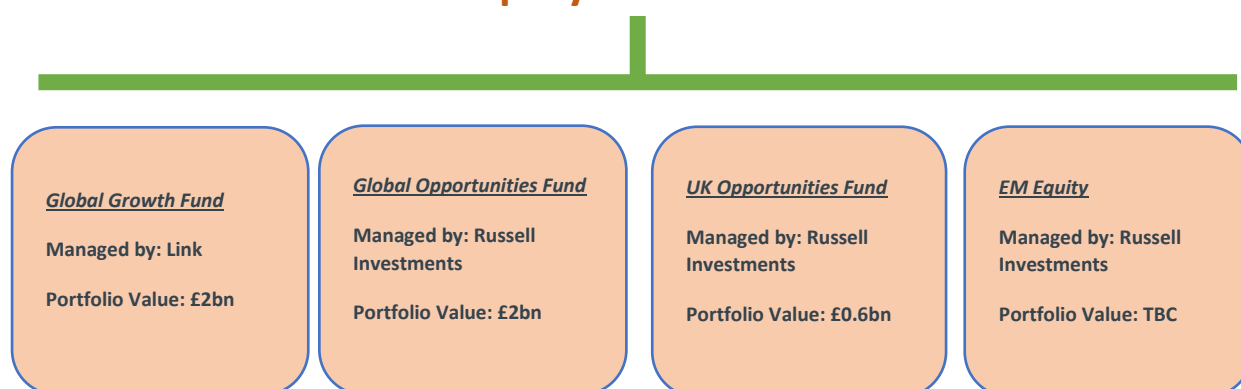 Global Growth Fund
Managed by: Link
Portfolio Value: £2bn
Global Opportunities Fund
Managed by: Russell
Investments
Portfolio Value: £2bn
UK Opportunities Fund
Managed by: Russell
Investments
Portfolio Value: £0.6bn
EM Equity
Managed by: Russell
Investments
Portfolio Value: TBC